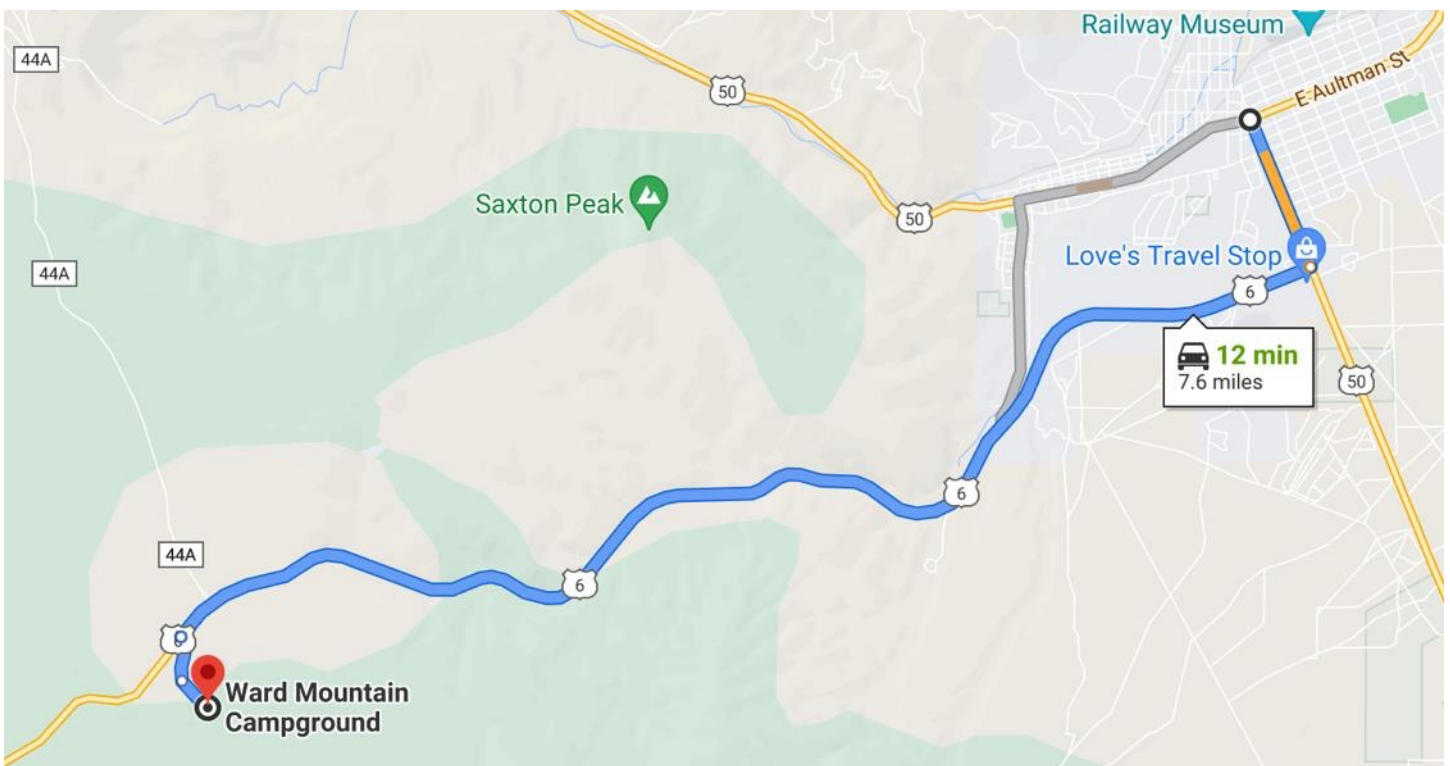 Railway Museum
44A
50
E Aultman St
Saxton Peak
50
44A
Love's Travel Stop
6
12 min
7.6 miles
50
6
44A
6
6
Ward Mountain
Campground